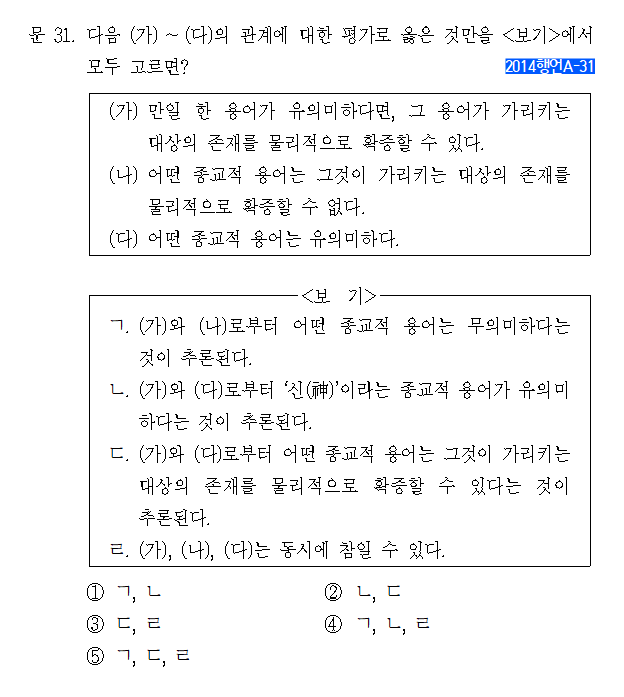 문 31. 다음 (가) ~ (다)의 관계에 대한 평가로 옳은 것만을 <보기>에서
모두 고르면?
2014행언A-31
(가) 만일 한 용어가 유의미하다면, 그 용어가 가리키는
대상의 존재를 물리적으로 확증할 수 있다.
(나) 어떤 종교적 용어는 그것이 가리키는 대상의 존재를
물리적으로 확증할 수 없다.
(다) 어떤 종교적 용어는 유의미하다.
<보 기>
ㄱ. (가)와 (나)로부터 어떤 종교적 용어는 무의미하다는
것이 추론된다.
ㄴ. (가)와 (다)로부터 ‘신(神)’이라는 종교적 용어가 유의미
하다는 것이 추론된다.
ㄷ. (가)와 (다)로부터 어떤 종교적 용어는 그것이 가리키는
대상의 존재를 물리적으로 확증할 수 있다는 것이
추론된다.
ㄹ. (가), (나), (다)는 동시에 참일 수 있다.
① ㄱ, ㄴ ② ㄴ, ㄷ
③ ㄷ, ㄹ ④ ㄱ, ㄴ, ㄹ
⑤ ㄱ, ㄷ, ㄹ